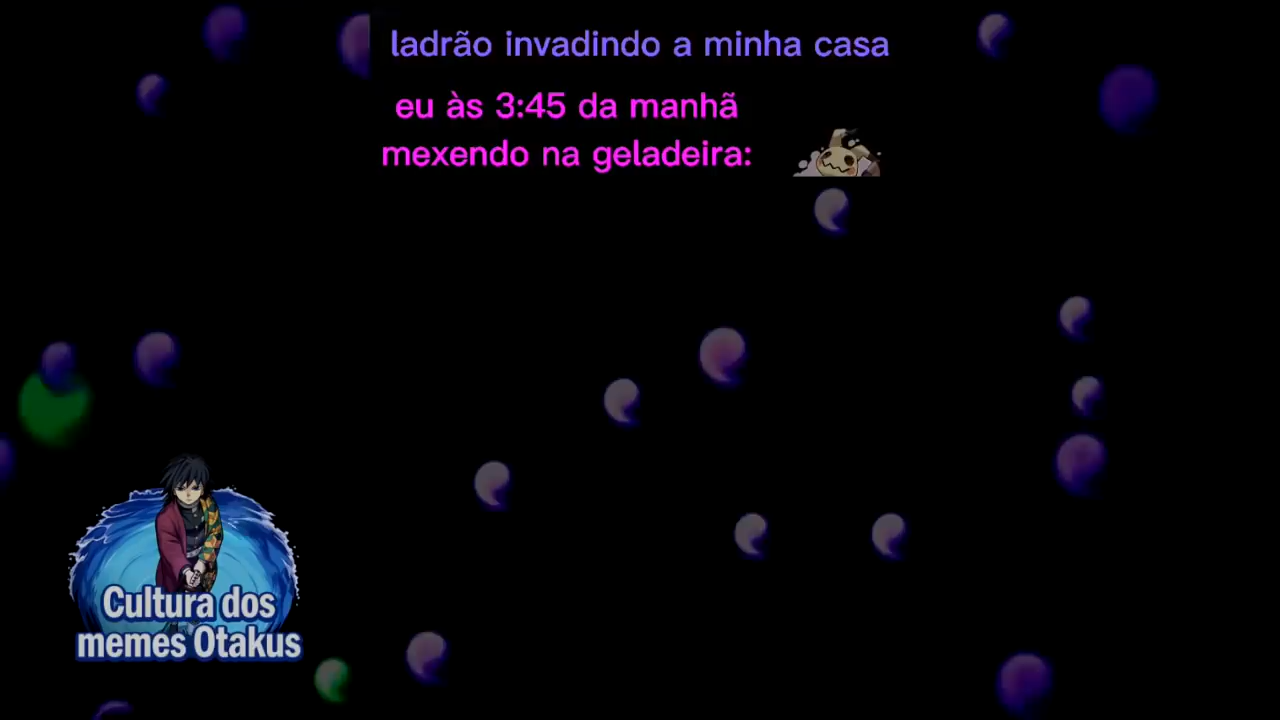 ladrão invadindo a minha casa
eu às 3:45 da manhã
mexendo na geladeira:
Cultura dos
memes Otakus